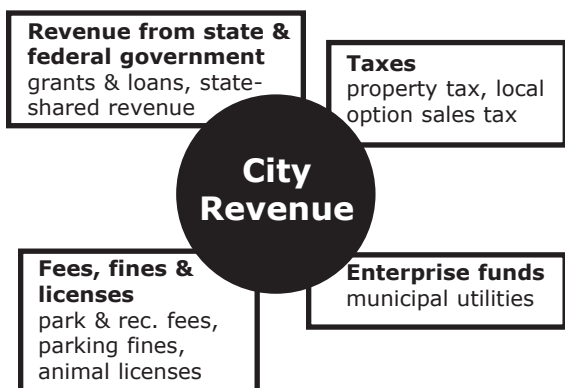 Revenue from state &
federal government
grants & loans, state-
shared revenue
Taxes
property tax, local
option sales tax
City
Revenue
Fees, fines &
licenses
park & rec. fees,
parking fines,
animal licenses
Enterprise funds
municipal utilities